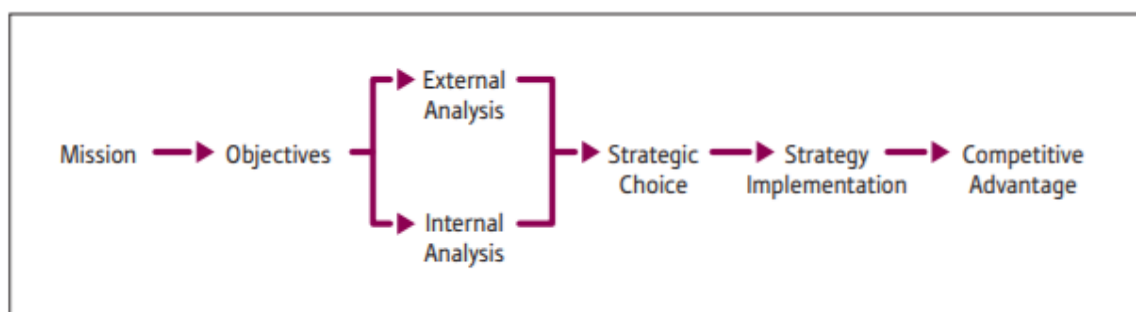 Mission
Objectives
External
Analysis
Internal
Analysis
Strategic
Choice
Strategy
Implementation
Competitive
Advantage